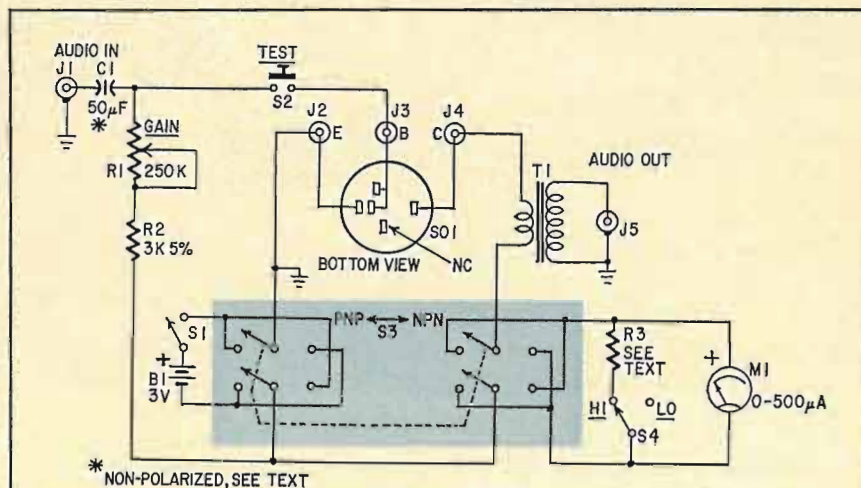 AUDIO IN
J1
C1
50µF
*
TEST
S2
J2
E
J3
B
J4
C
GAIN
R1
250K
T1
AUDIO OUT
J5
SO1
R2
3K 5%
BOTTOM VIEW
NC
PNP ↔ NPN
S3
S1
+
B1
3V
R3
SEE
TEXT
+
M1
0-500µA
HI
LO
S4
* NON-POLARIZED, SEE TEXT